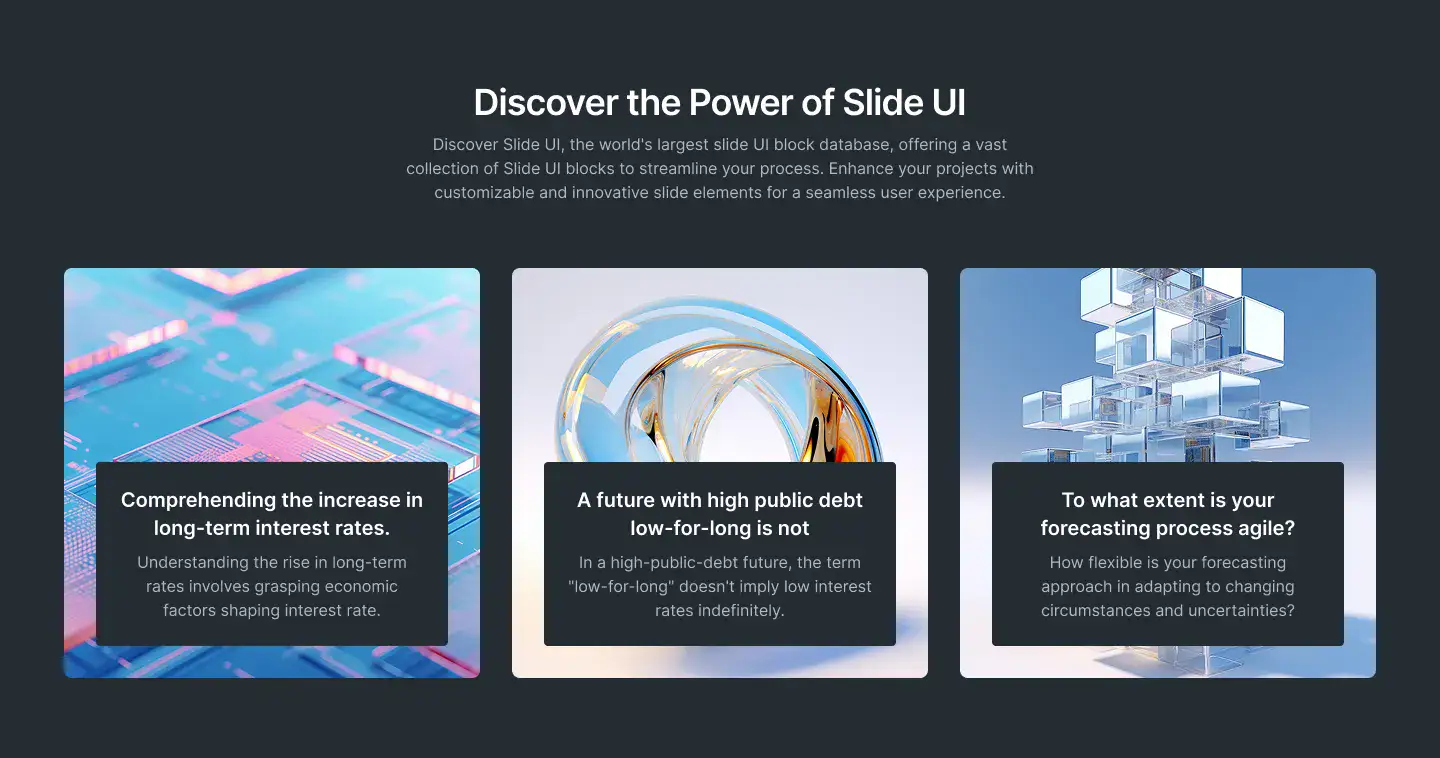 Discover the Power of Slide UI
Discover Slide UI, the world's largest slide UI block database, offering a vast
collection of Slide UI blocks to streamline your process. Enhance your projects with
customizable and innovative slide elements for a seamless user experience.
Comprehending the increase in
long-term interest rates.
Understanding the rise in long-term
rates involves grasping economic
factors shaping interest rate.
A future with high public debt
low-for-long is not
In a high-public-debt future, the term
"low-for-long" doesn't imply low interest
rates indefinitely.
To what extent is your
forecasting process agile?
How flexible is your forecasting
approach in adapting to changing
circumstances and uncertainties?